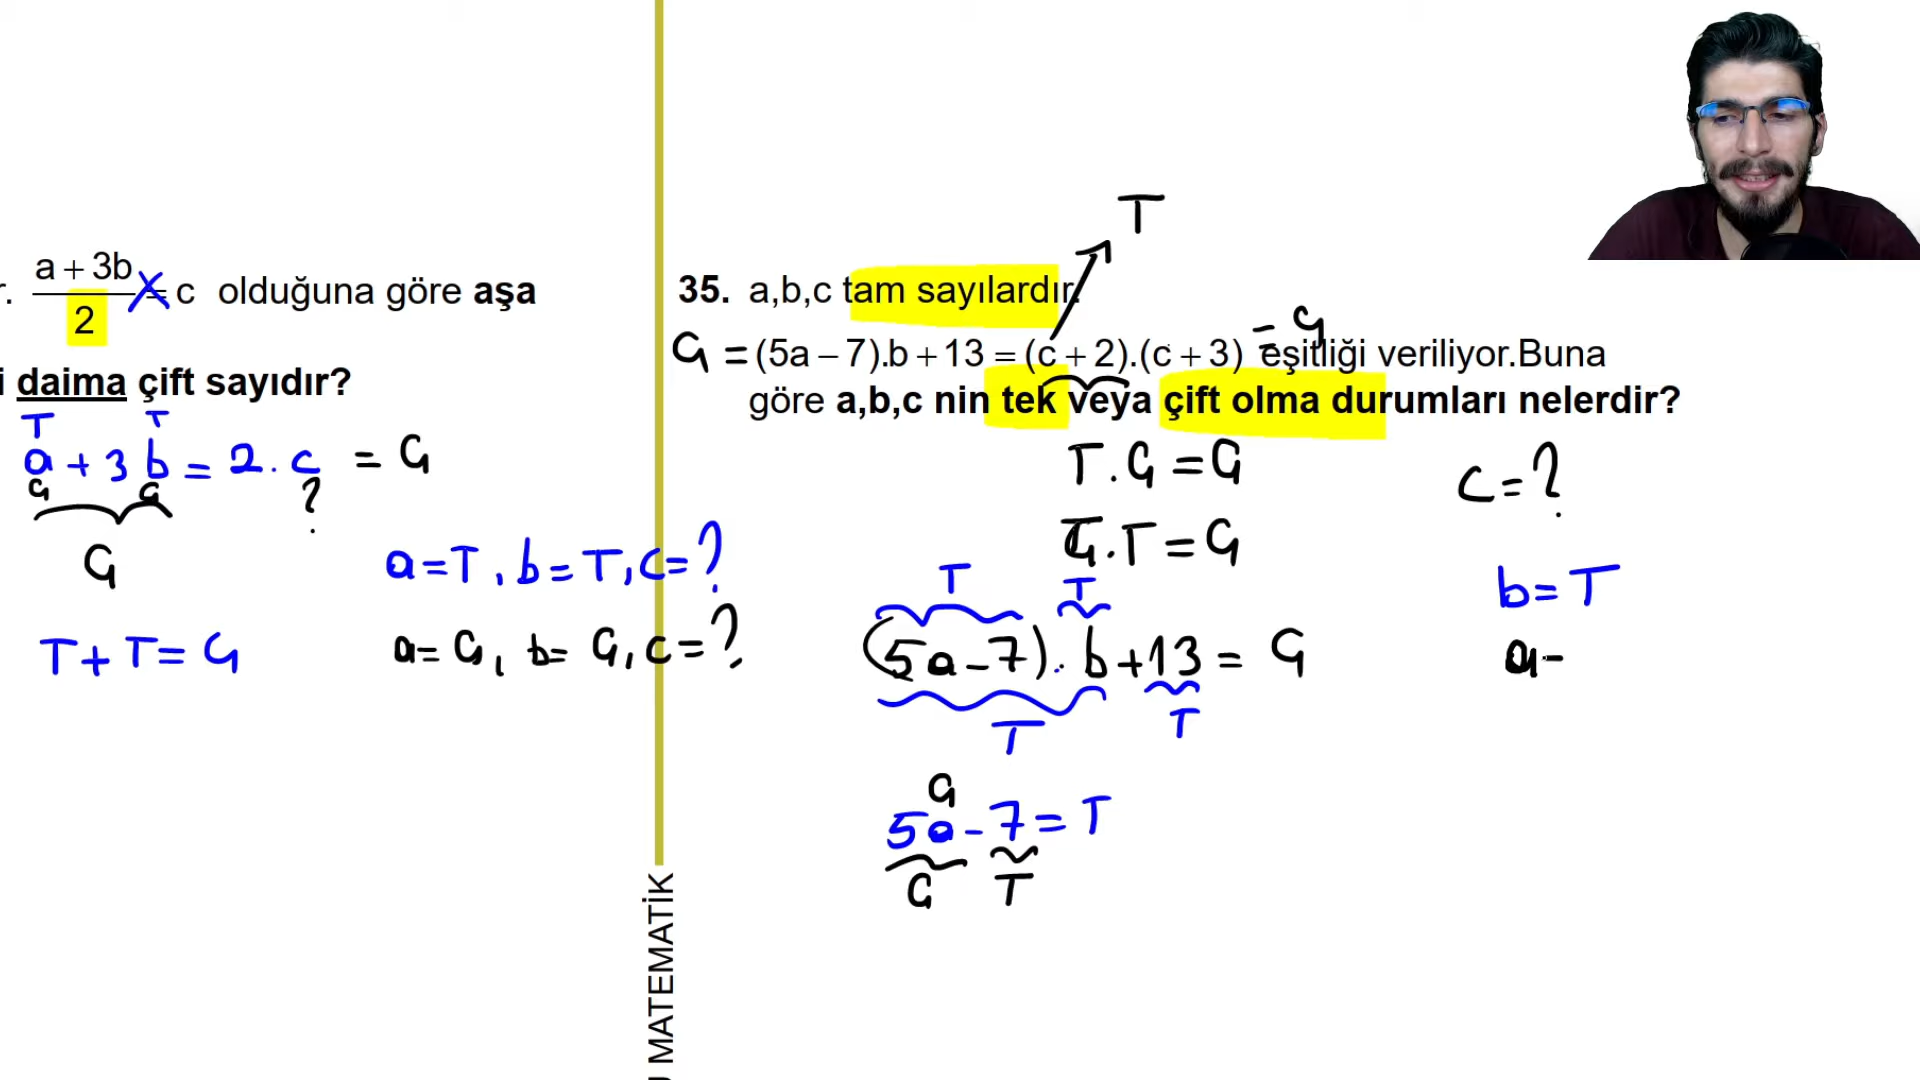 r. a + 3b / 2 = c olduğuna göre aşa
i daima çift sayıdır?
T T
a + 3 b = 2 . c = G
G G ?
G
a = T , b = T , c = ?
T + T = G
a = G , b = G , c = ?
T
35. a,b,c tam sayılardır.
G = (5a – 7).b + 13 = (c + 2).(c + 3) = G eşitliği veriliyor.Buna
göre a,b,c nin tek veya çift olma durumları nelerdir?
T . G = G
G . T = G
c = ?
T T
(5a – 7) . b + 13 = G
T T
b = T
a =
G
5a – 7 = T
G T
MATEMATİK